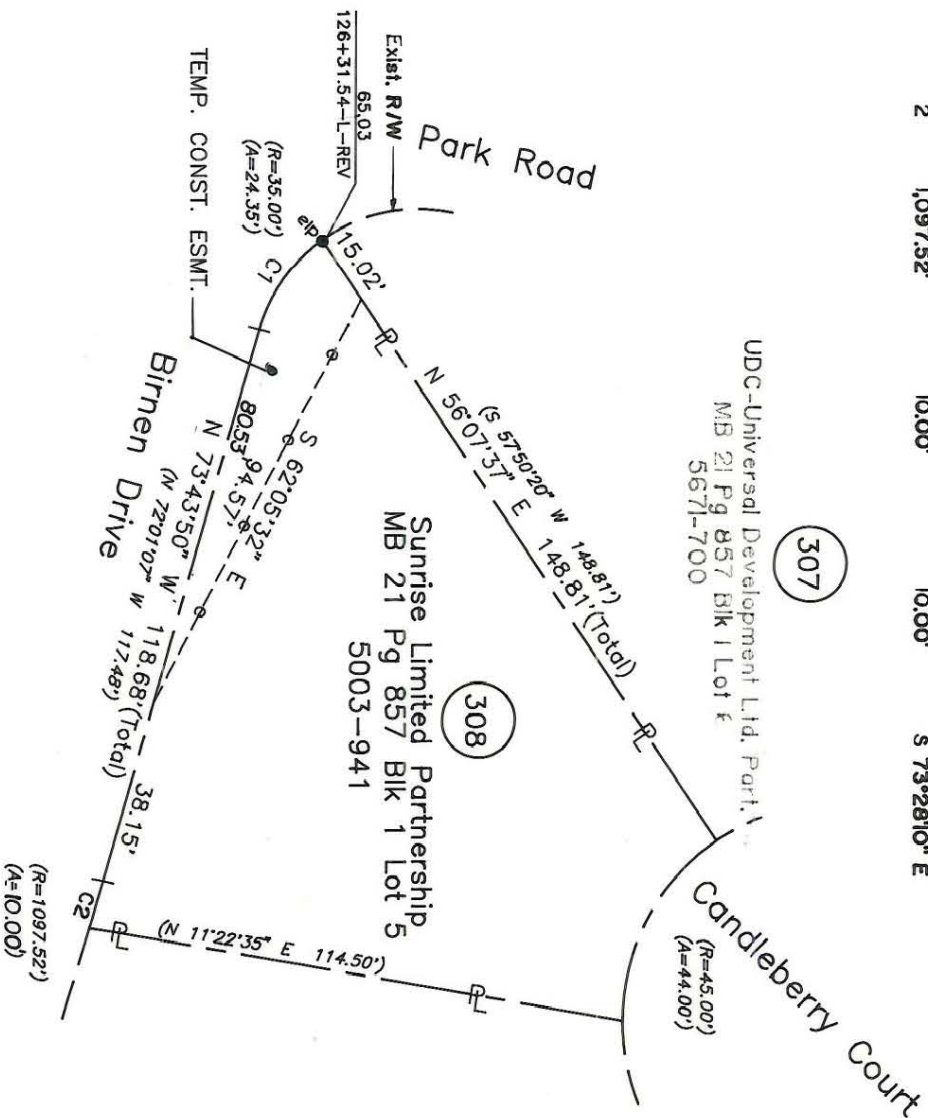 2 1,097.52' 10.00' 10.00' S 73°28'10" E
UDC-Universal Development Ltd. Part.
MB 21 Pg 857 Blk 1 Lot
5671-700
307
Park Road
Exist. R/W
65.03
126+31.54-L-REV
TEMP. CONST. ESMT.
(R=35.00')
(A=24.35')
eip
C1
15.02'
PL
(S 57°50'20" W 148.81')
N 56°07'37" E 148.81'(Total)
PL
S 62°05'32" E
94.57'
80.53'
N 73°43'50" W 118.68'(Total)
(N 72°01'07" W 117.48')
38.15'
Birnen Drive
308
Sunrise Limited Partnership
MB 21 Pg 857 Blk 1 Lot 5
5003-941
C2
(R=1097.52')
(A=10.00')
PL
(N 11°22'35" E 114.50')
PL
(R=45.00')
(A=44.00')
Candleberry Court